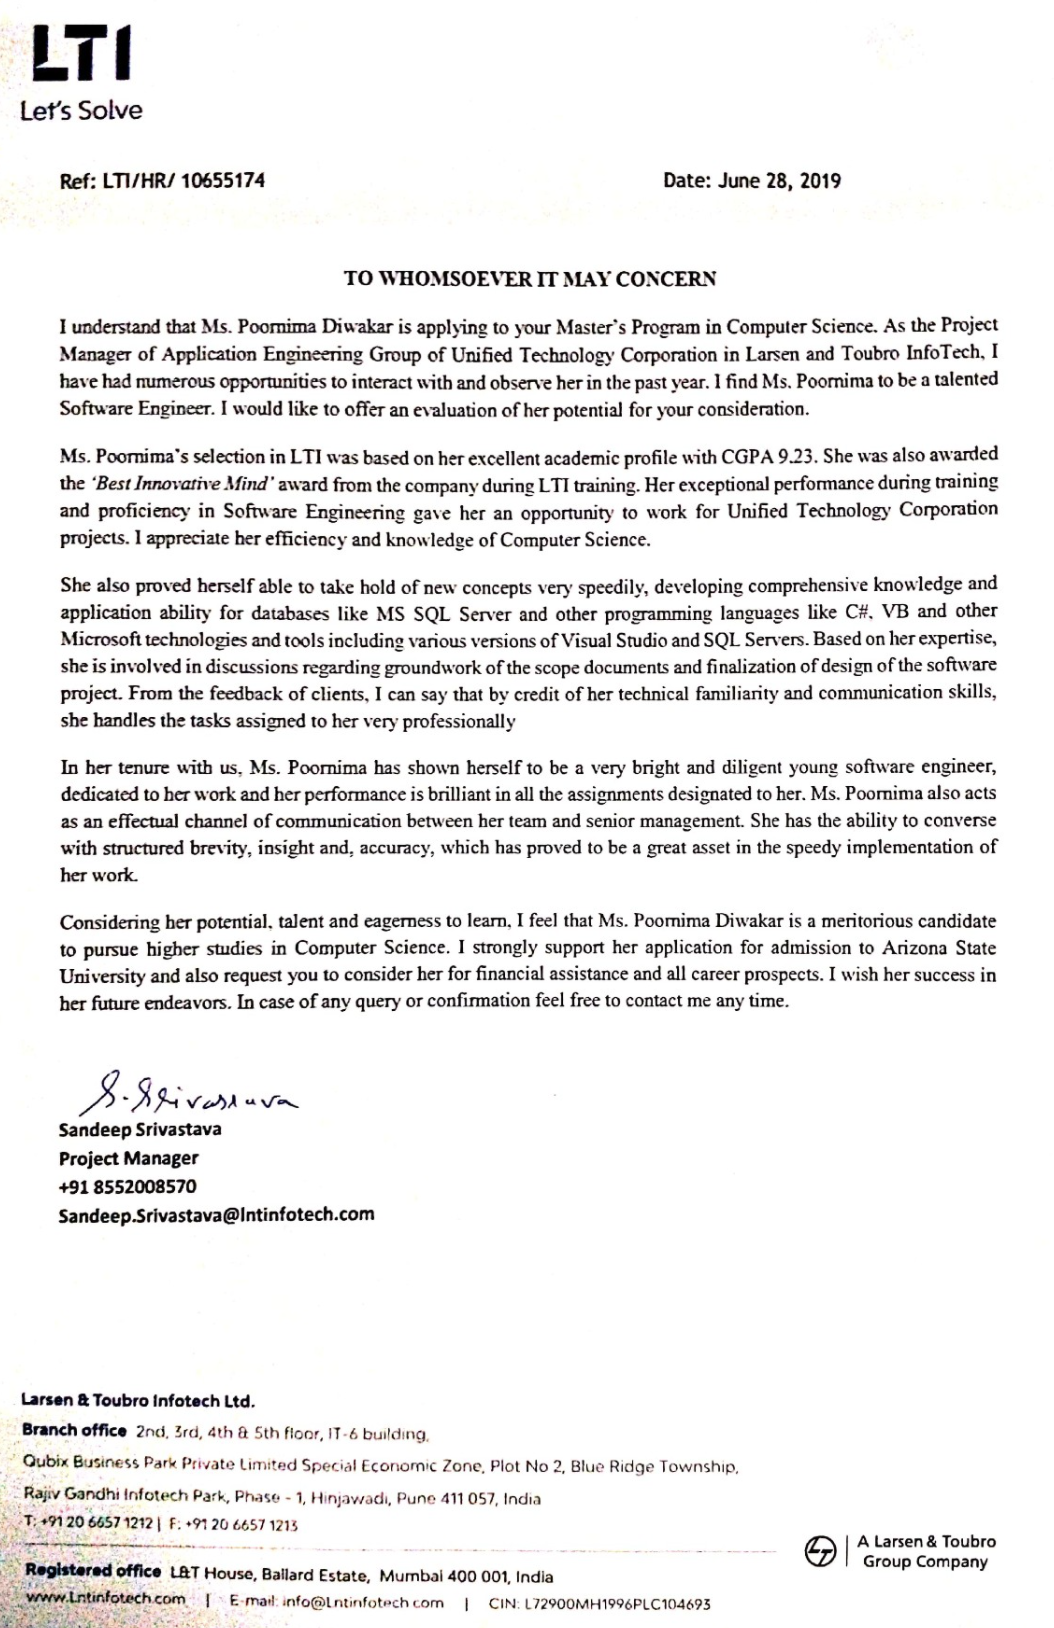 LTI
Let's Solve
Ref: LTI/HR/ 10655174 Date: June 28, 2019
TO WHOMSOEVER IT MAY CONCERN
I understand that Ms. Poornima Diwakar is applying to your Master's Program in Computer Science. As the Project
Manager of Application Engineering Group of Unified Technology Corporation in Larsen and Toubro InfoTech, I
have had numerous opportunities to interact with and observe her in the past year. I find Ms. Poornima to be a talented
Software Engineer. I would like to offer an evaluation of her potential for your consideration.
Ms. Poornima's selection in LTI was based on her excellent academic profile with CGPA 9.23. She was also awarded
the 'Best Innovative Mind' award from the company during LTI training. Her exceptional performance during training
and proficiency in Software Engineering gave her an opportunity to work for Unified Technology Corporation
projects. I appreciate her efficiency and knowledge of Computer Science.
She also proved herself able to take hold of new concepts very speedily, developing comprehensive knowledge and
application ability for databases like MS SQL Server and other programming languages like C#, VB and other
Microsoft technologies and tools including various versions of Visual Studio and SQL Servers. Based on her expertise,
she is involved in discussions regarding groundwork of the scope documents and finalization of design of the software
project. From the feedback of clients, I can say that by credit of her technical familiarity and communication skills,
she handles the tasks assigned to her very professionally
In her tenure with us, Ms. Poornima has shown herself to be a very bright and diligent young software engineer,
dedicated to her work and her performance is brilliant in all the assignments designated to her. Ms. Poornima also acts
as an effectual channel of communication between her team and senior management. She has the ability to converse
with structured brevity, insight and, accuracy, which has proved to be a great asset in the speedy implementation of
her work.
Considering her potential, talent and eagerness to learn, I feel that Ms. Poornima Diwakar is a meritorious candidate
to pursue higher studies in Computer Science. I strongly support her application for admission to Arizona State
University and also request you to consider her for financial assistance and all career prospects. I wish her success in
her future endeavors. In case of any query or confirmation feel free to contact me any time.
S. Srivastava
Sandeep Srivastava
Project Manager
+91 8552008570
Sandeep.Srivastava@lntinfotech.com
Larsen & Toubro Infotech Ltd.
Branch office 2nd, 3rd, 4th & 5th floor, IT-6 building,
Qubix Business Park Private Limited Special Economic Zone, Plot No 2, Blue Ridge Township,
Rajiv Gandhi Infotech Park, Phase - 1, Hinjawadi, Pune 411 057, India
T: +91 20 6657 1212 | F: +91 20 6657 1213
A Larsen & Toubro
Group Company
Registered office L&T House, Ballard Estate, Mumbai 400 001, India
www.Lntinfotech.com | E-mail: info@Lntinfotech.com | CIN: L72900MH1996PLC104693